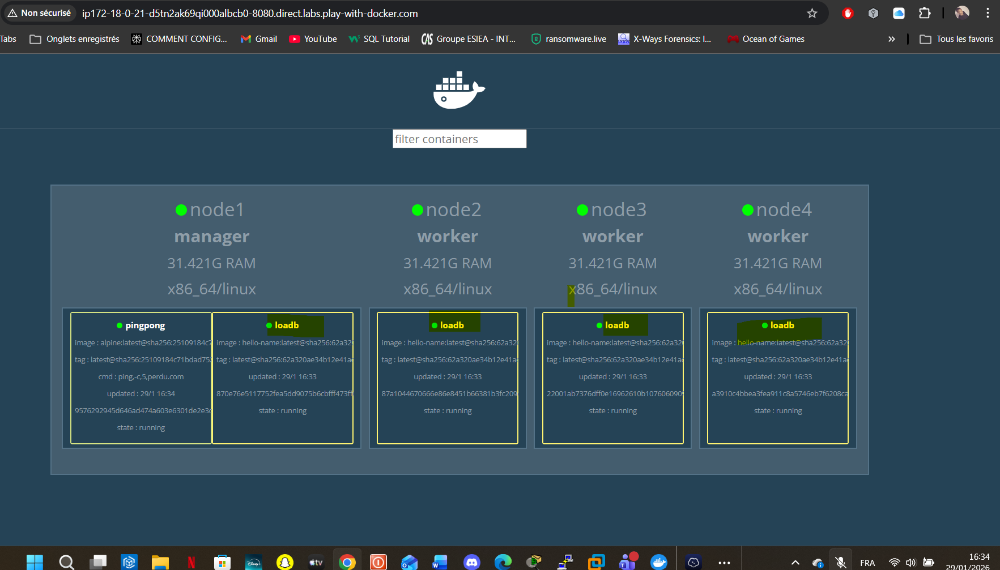 Non sécurisé ip172-18-0-21-d5tn2ak69qi000albcb0-8080.direct.labs.play-with-docker.com
Tabs Onglets enregistrés COMMENT CONFIG... Gmail YouTube SQL Tutorial Groupe ESIEA - INT... ransomware.live X-Ways Forensics: I... Ocean of Games » Tous les favoris
filter containers
node1 node2 node3 node4
manager worker worker worker
31.421G RAM 31.421G RAM 31.421G RAM 31.421G RAM
x86_64/linux x86_64/linux x86_64/linux x86_64/linux
pingpong loadb loadb loadb loadb
image : alpine:latest@sha256:25109184c7 image : hello-name:latest@sha256:62a32 image : hello-name:latest@sha256:62a32 image : hello-name:latest@sha256:62a32 image : hello-name:latest@sha256:62a32
tag : latest@sha256:25109184c71bdad75 tag : latest@sha256:62a320ae34b12e41a tag : latest@sha256:62a320ae34b12e41a tag : latest@sha256:62a320ae34b12e41a tag : latest@sha256:62a320ae34b12e41a
cmd : ping,-c,5,perdu.com updated : 29/1 16:33 updated : 29/1 16:33 updated : 29/1 16:33 updated : 29/1 16:33
updated : 29/1 16:34 870e76e5117752fea5dd9075b6cbfff473ff 87a1044670666e86e8451b66381b3fc209 22001ab7376dff0e16962610b107606090 a3910c4bbea3fea911c8a5746eb7f6208ca
9576292945d646ad474a603e6301de2e3 state : running state : running state : running state : running
state : running
FRA 16:34
29/01/2026